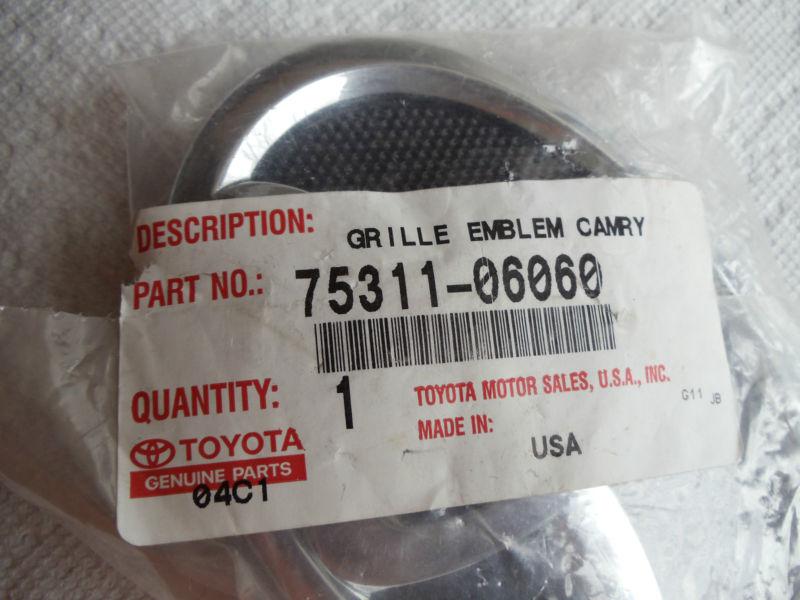 DESCRIPTION: GRILLE EMBLEM CAMRY
PART NO.: 75311-06060
QUANTITY: 1
TOYOTA MOTOR SALES, U.S.A., INC.
G11 JB
MADE IN: USA
TOYOTA
GENUINE PARTS
04C1